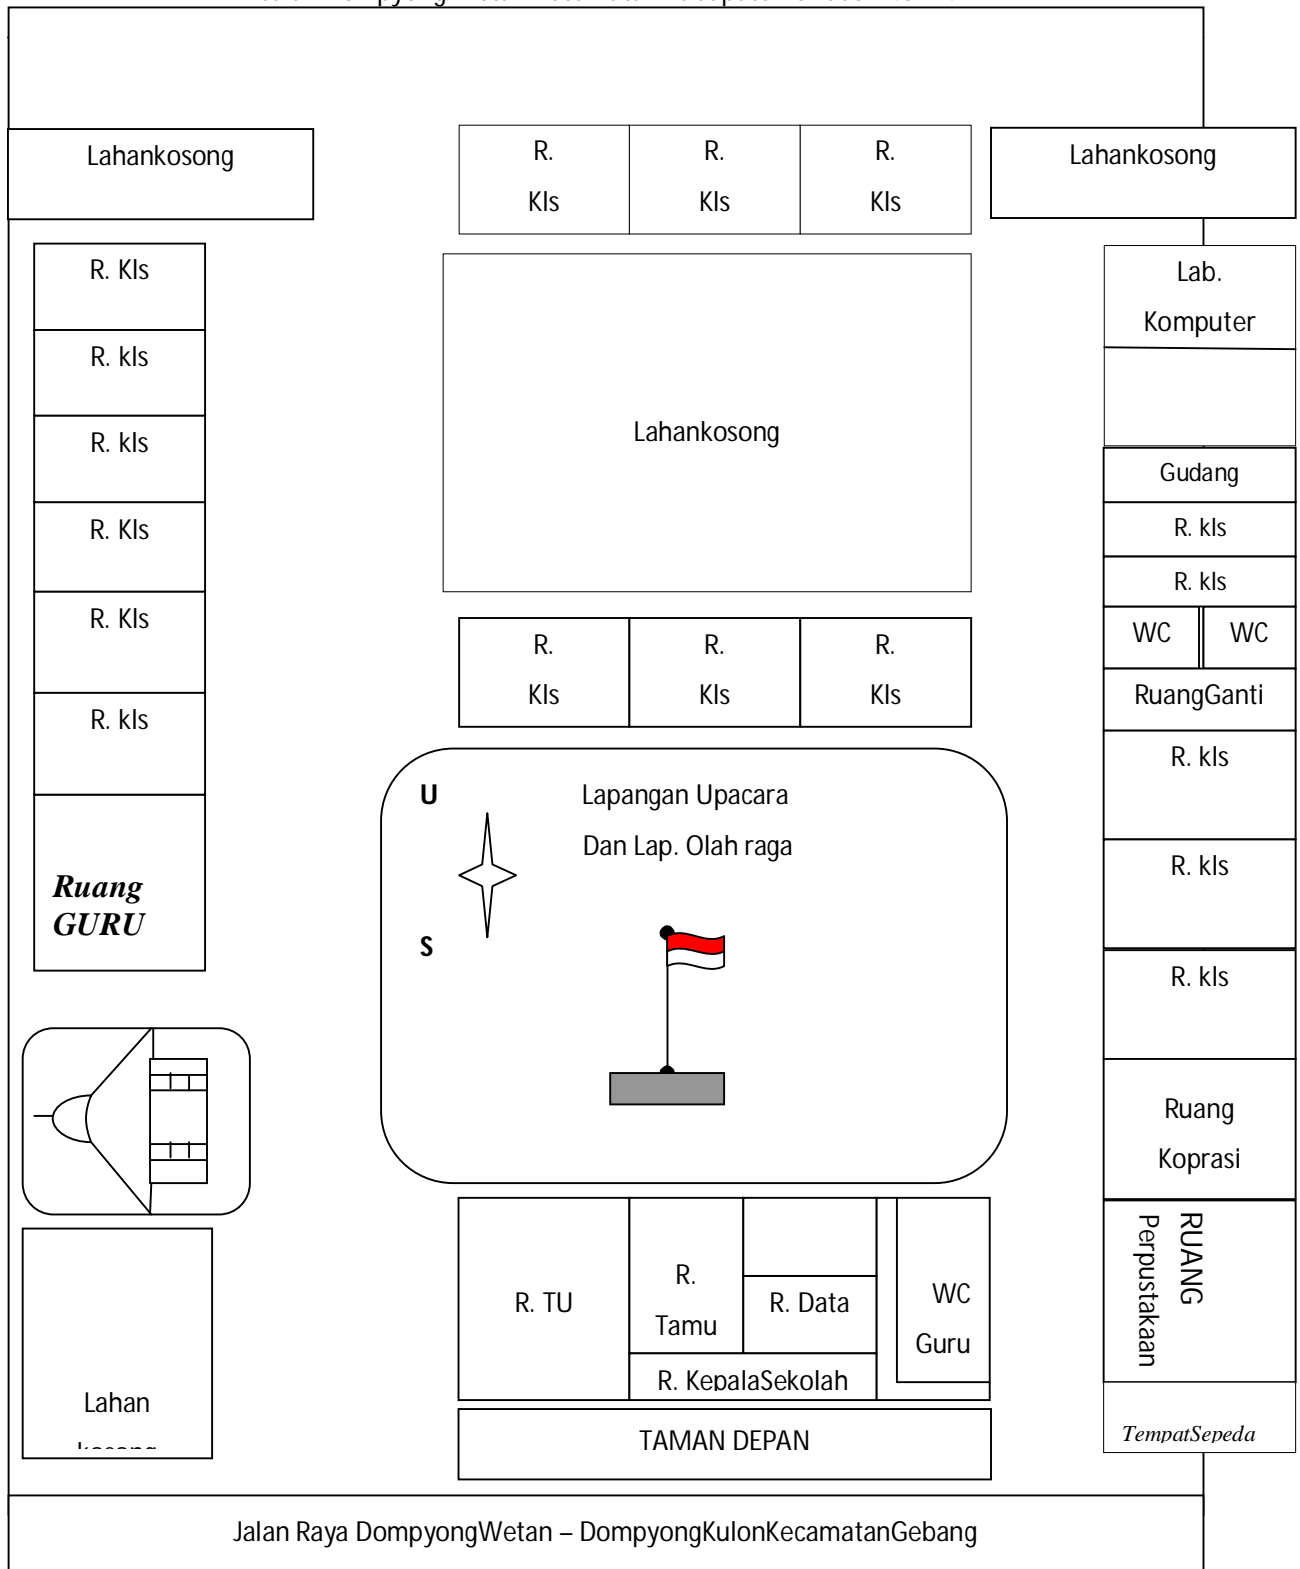 Lahankosong
R.
Kls
R.
Kls
R.
Kls
Lahankosong
R. Kls
R. kls
R. kls
R. Kls
R. Kls
R. kls
Ruang
GURU
Lahankosong
Lab.
Komputer
Gudang
R. kls
R. kls
WC
WC
RuangGanti
R. kls
R. kls
R. kls
Ruang
Koprasi
RUANG
Perpustakaan
TempatSepeda
R.
Kls
R.
Kls
R.
Kls
U
S
Lapangan Upacara
Dan Lap. Olah raga
R. TU
R.
Tamu
R. Data
R. KepalaSekolah
WC
Guru
Lahan
TAMAN DEPAN
Jalan Raya DompyongWetan – DompyongKulonKecamatanGebang